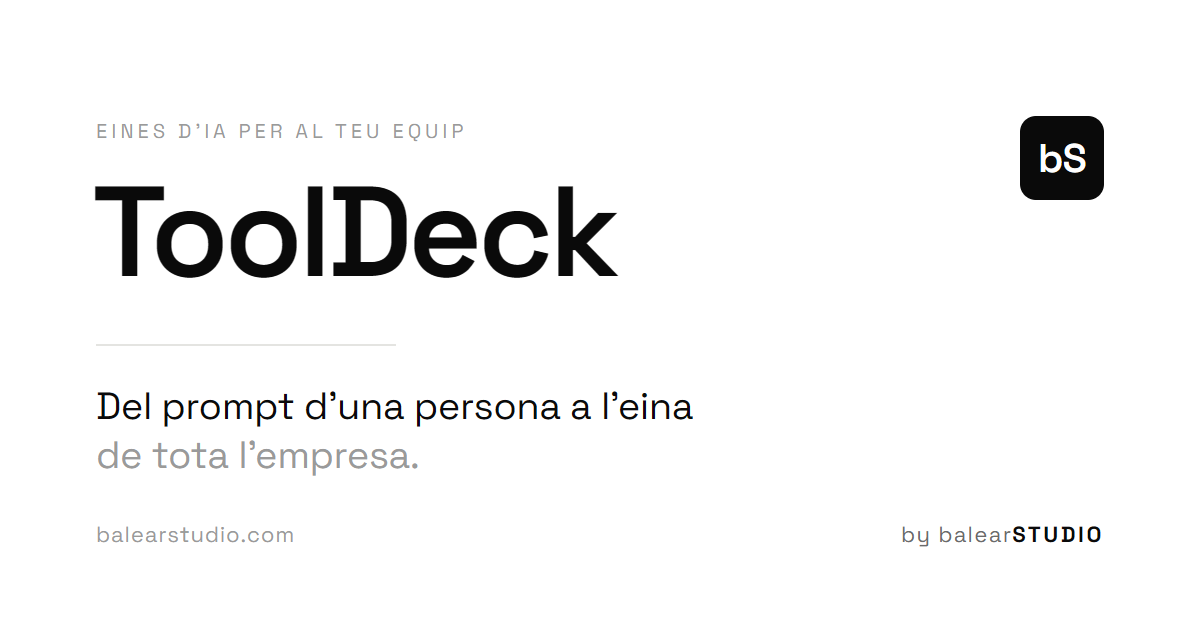 EINES D’IA PER AL TEU EQUIP
bS
ToolDeck
Del prompt d’una persona a l’eina
de tota l’empresa.
balearstudio.com
by balearSTUDIO